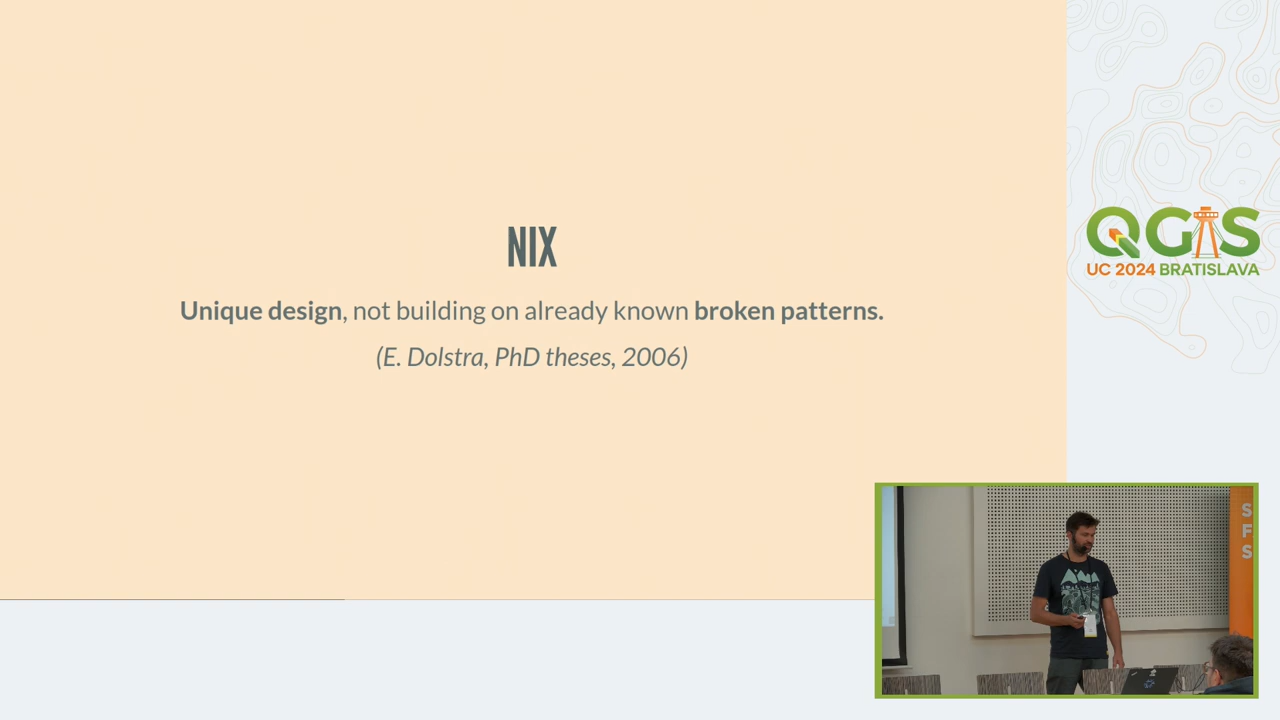 NIX
Unique design, not building on already known broken patterns.
(E. Dolstra, PhD theses, 2006)
QGIS
UC 2024 BRATISLAVA
S
F
S